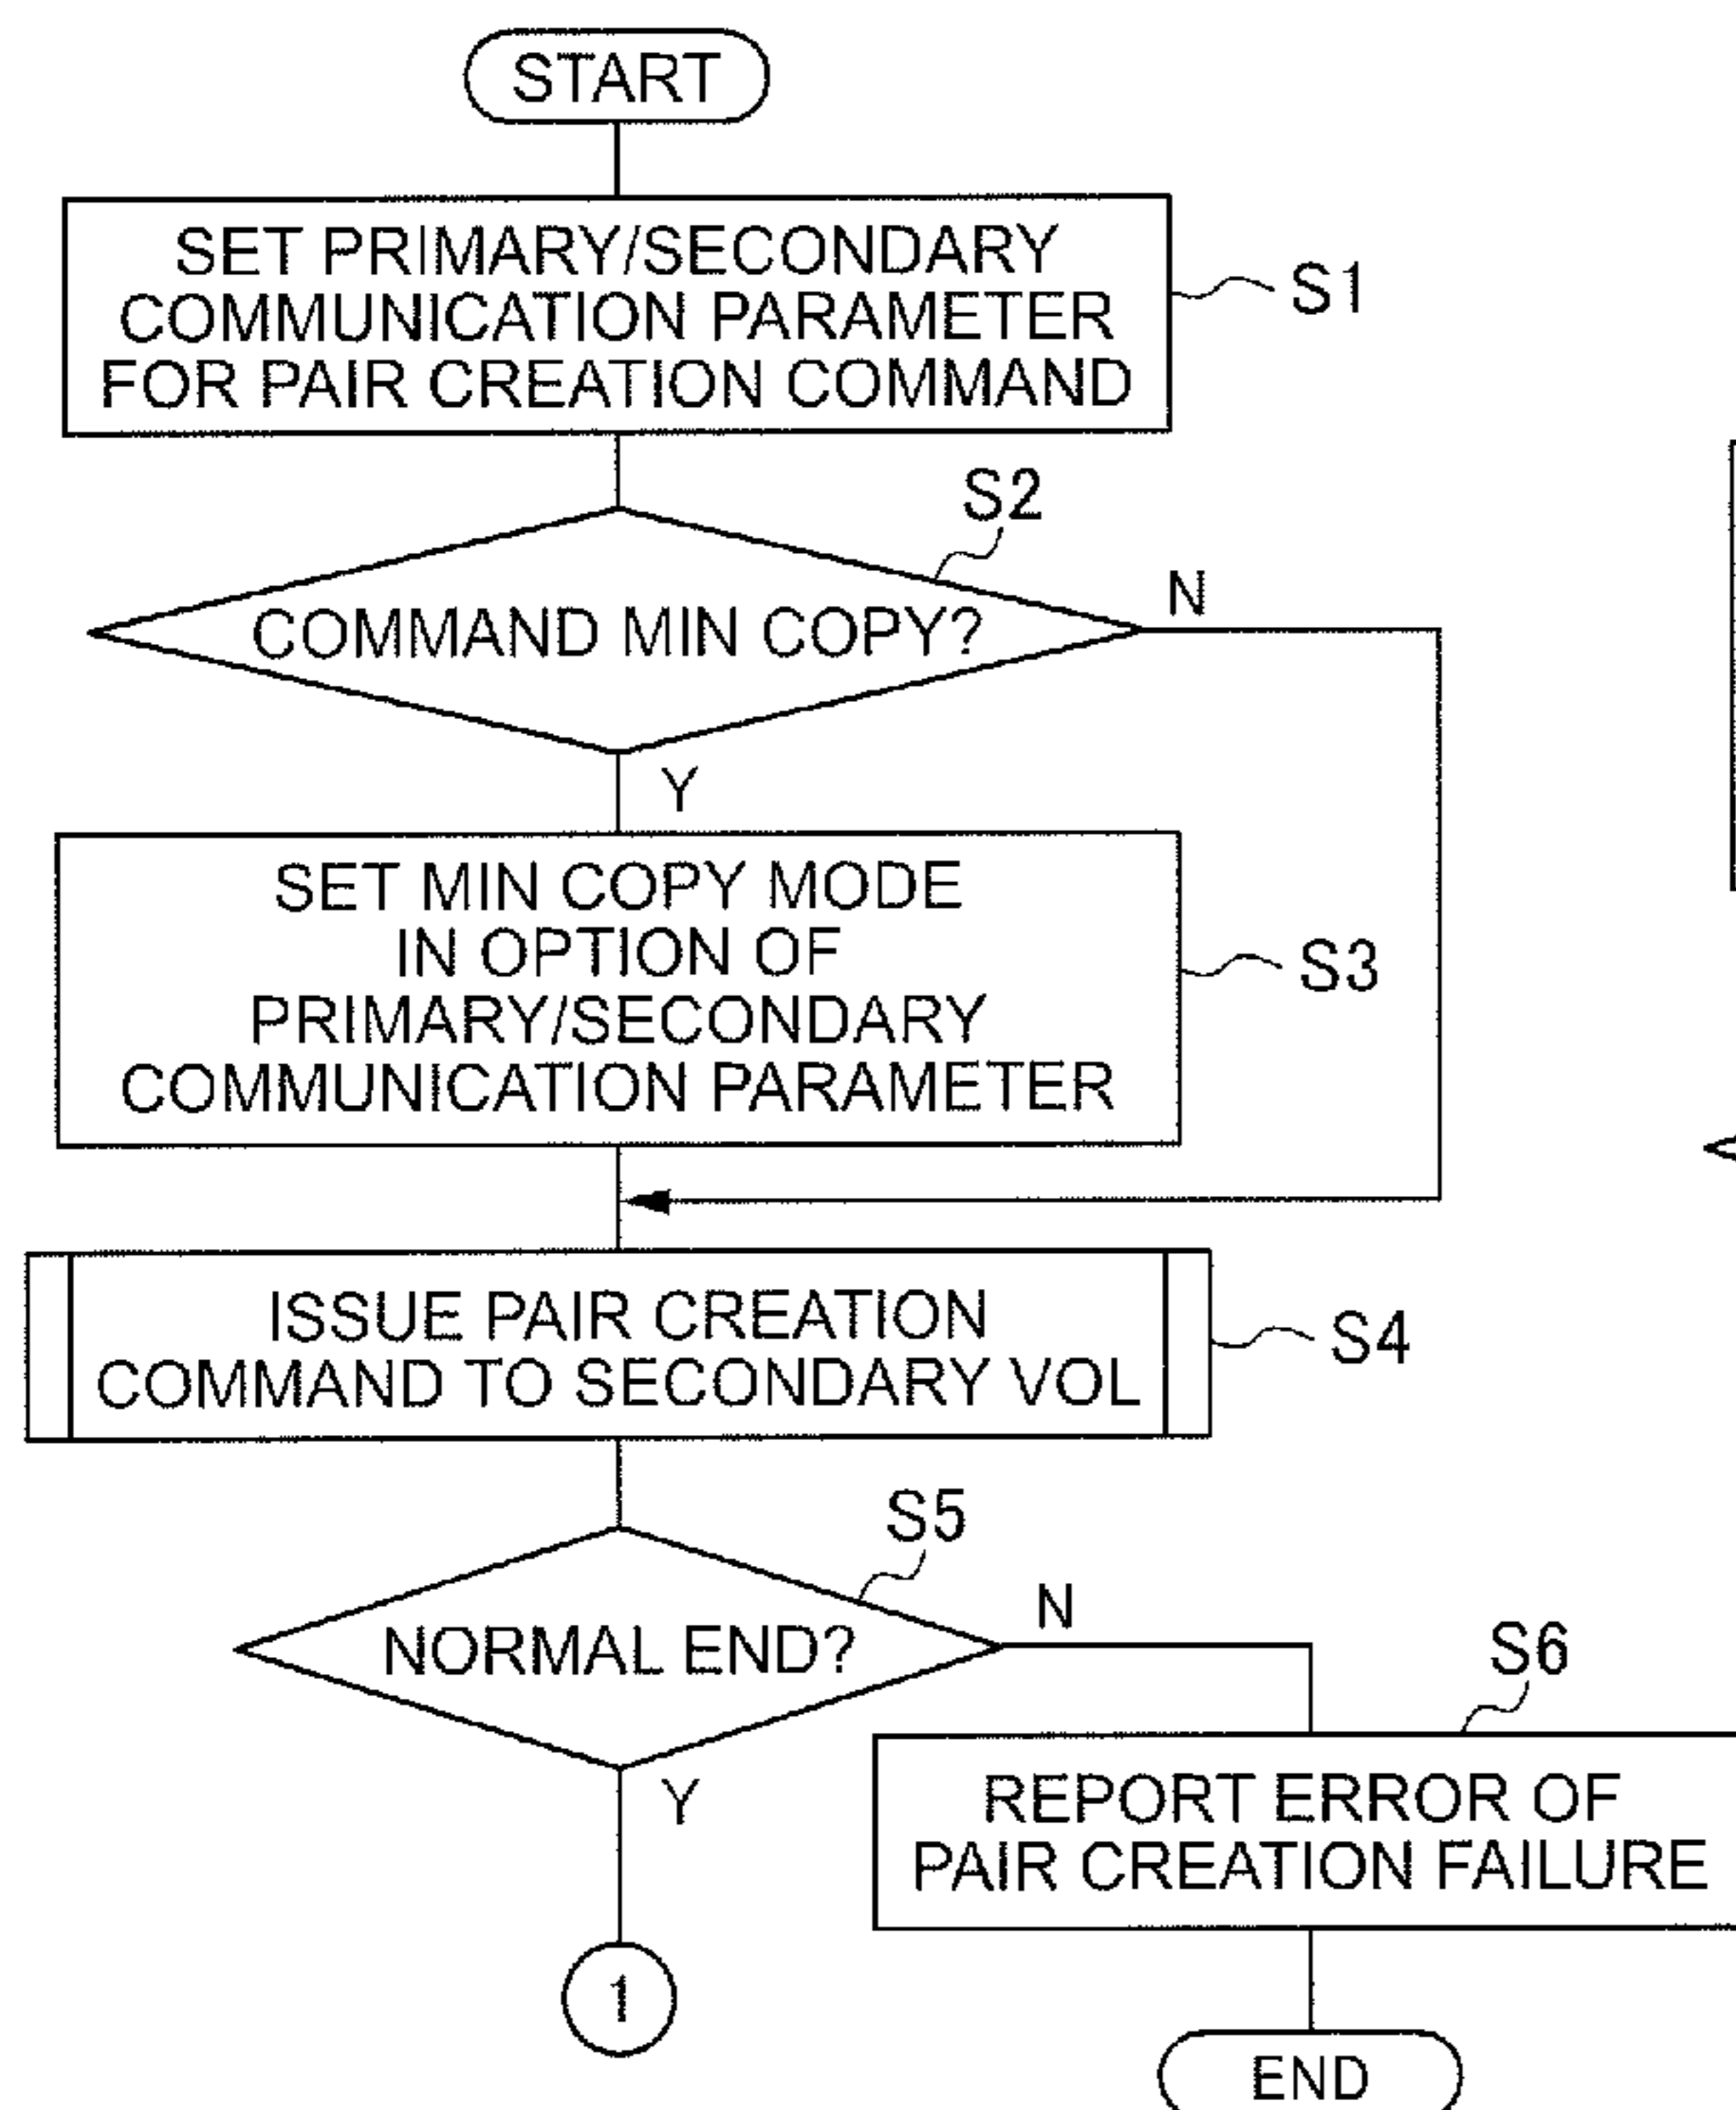 START
SET PRIMARY/SECONDARY
COMMUNICATION PARAMETER
FOR PAIR CREATION COMMAND
S1
S2
COMMAND MIN COPY?
N
Y
SET MIN COPY MODE
IN OPTION OF
PRIMARY/SECONDARY
COMMUNICATION PARAMETER
S3
ISSUE PAIR CREATION
COMMAND TO SECONDARY VOL
S4
S5
NORMAL END?
N
Y
S6
REPORT ERROR OF
PAIR CREATION FAILURE
1
END